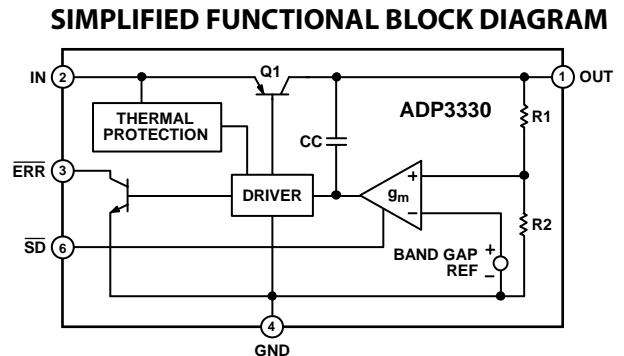 SIMPLIFIED FUNCTIONAL BLOCK DIAGRAM
IN 2
Q1
1 OUT
THERMAL
PROTECTION
ADP3330
R1
CC
ERR 3
DRIVER
gm
+
–
R2
SD 6
BAND GAP
REF
+
–
4
GND